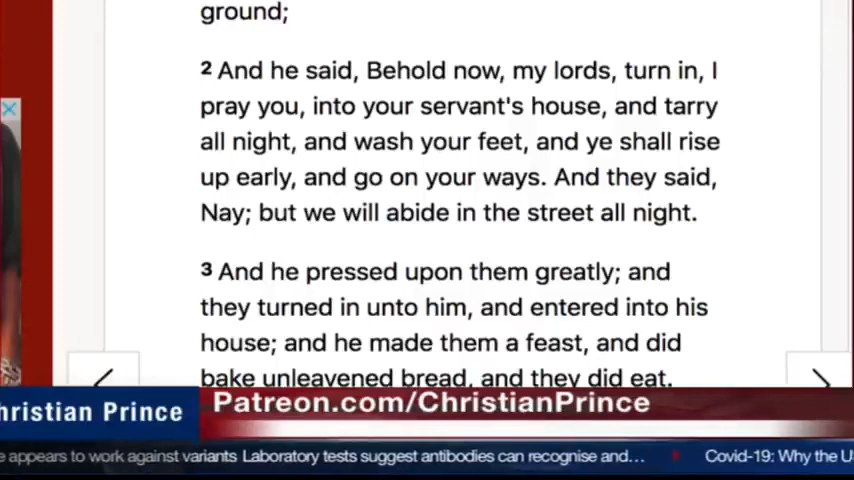 ground;
2 And he said, Behold now, my lords, turn in, I
pray you, into your servant's house, and tarry
all night, and wash your feet, and ye shall rise
up early, and go on your ways. And they said,
Nay; but we will abide in the street all night.
3 And he pressed upon them greatly; and
they turned in unto him, and entered into his
house; and he made them a feast, and did
bake unleavened bread, and they did eat.
hristian Prince
Patreon.com/ChristianPrince
e appears to work against variants Laboratory tests suggest antibodies can recognise and...
Covid-19: Why the U